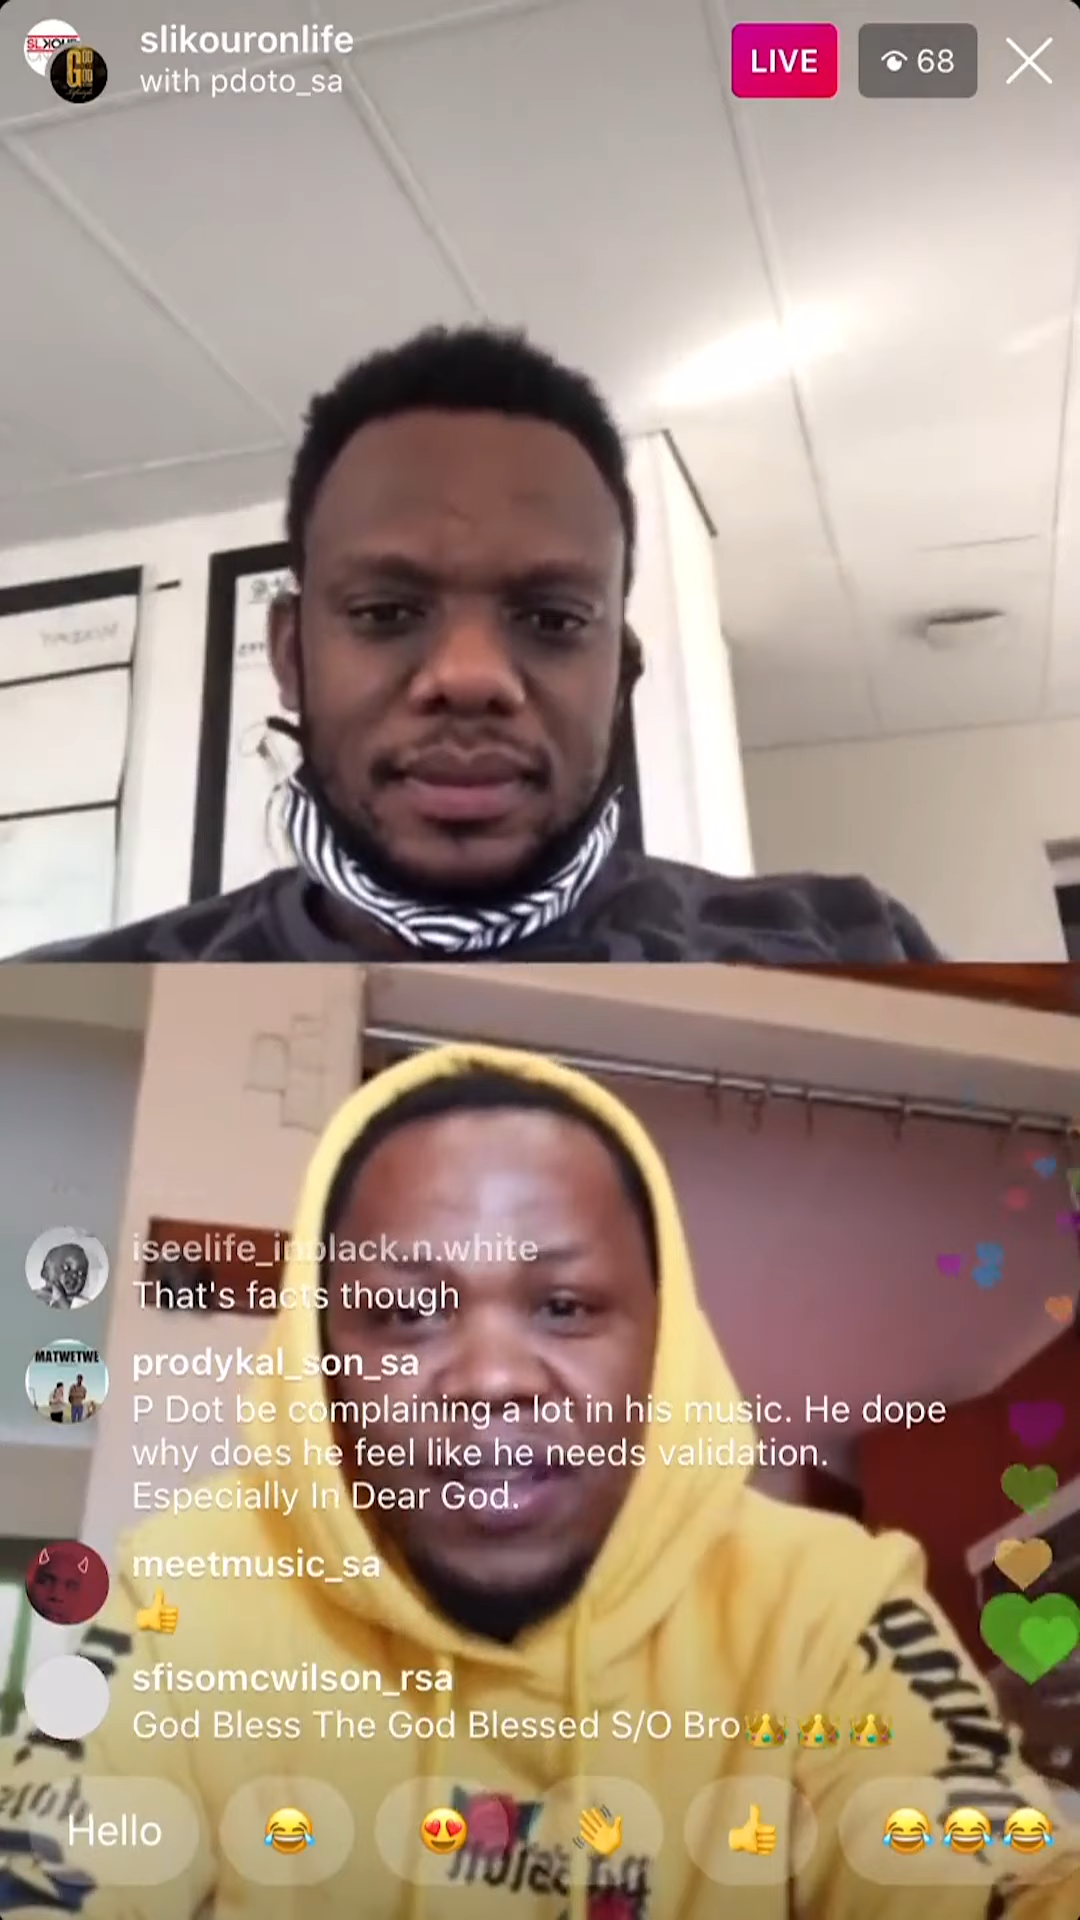 slikouronlife
with pdoto_sa
LIVE
68
iseelife_inblack.n.white
That's facts though
MATWETWE
prodykal_son_sa
P Dot be complaining a lot in his music. He dope
why does he feel like he needs validation.
Especially In Dear God.
meetmusic_sa
👍
sfisomcwilson_rsa
God Bless The God Blessed S/O Bro👑👑👑
Hello
😂
😍
👋
👍
😂😂😂